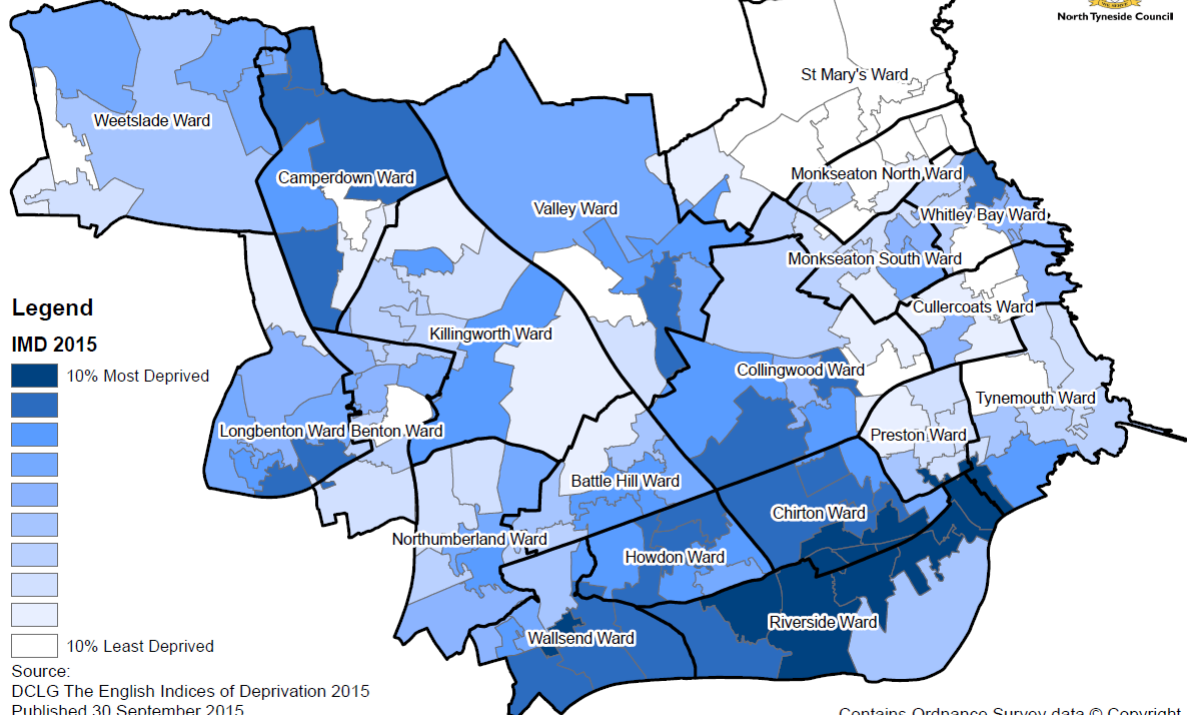 North Tyneside Council
St Mary's Ward
Weetslade Ward
Camperdown Ward
Monkseaton North Ward
Valley Ward
Whitley Bay Ward
Monkseaton South Ward
Cullercoats Ward
Legend
IMD 2015
10% Most Deprived
Killingworth Ward
Collingwood Ward
Tynemouth Ward
Longbenton Ward
Benton Ward
Preston Ward
Battle Hill Ward
Chirton Ward
Northumberland Ward
Howdon Ward
Riverside Ward
Wallsend Ward
10% Least Deprived
Source:
DCLG The English Indices of Deprivation 2015
Published 30 September 2015
Contains Ordnance Survey data © Copyright